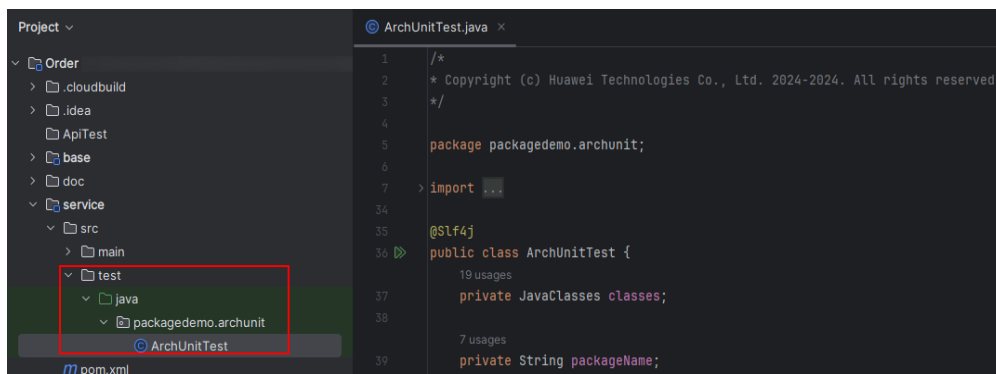 Project
Order
.cloudbuild
.idea
ApiTest
base
doc
service
src
main
test
java
packagedemo.archunit
ArchUnitTest
pom.xml
ArchUnitTest.java
1 /*
2 * Copyright (c) Huawei Technologies Co., Ltd. 2024-2024. All rights reserved
3 */
4
5 package packagedemo.archunit;
6
7 import ...
34
35 @Slf4j
36 public class ArchUnitTest {
19 usages
37 private JavaClasses classes;
38
7 usages
39 private String packageName;